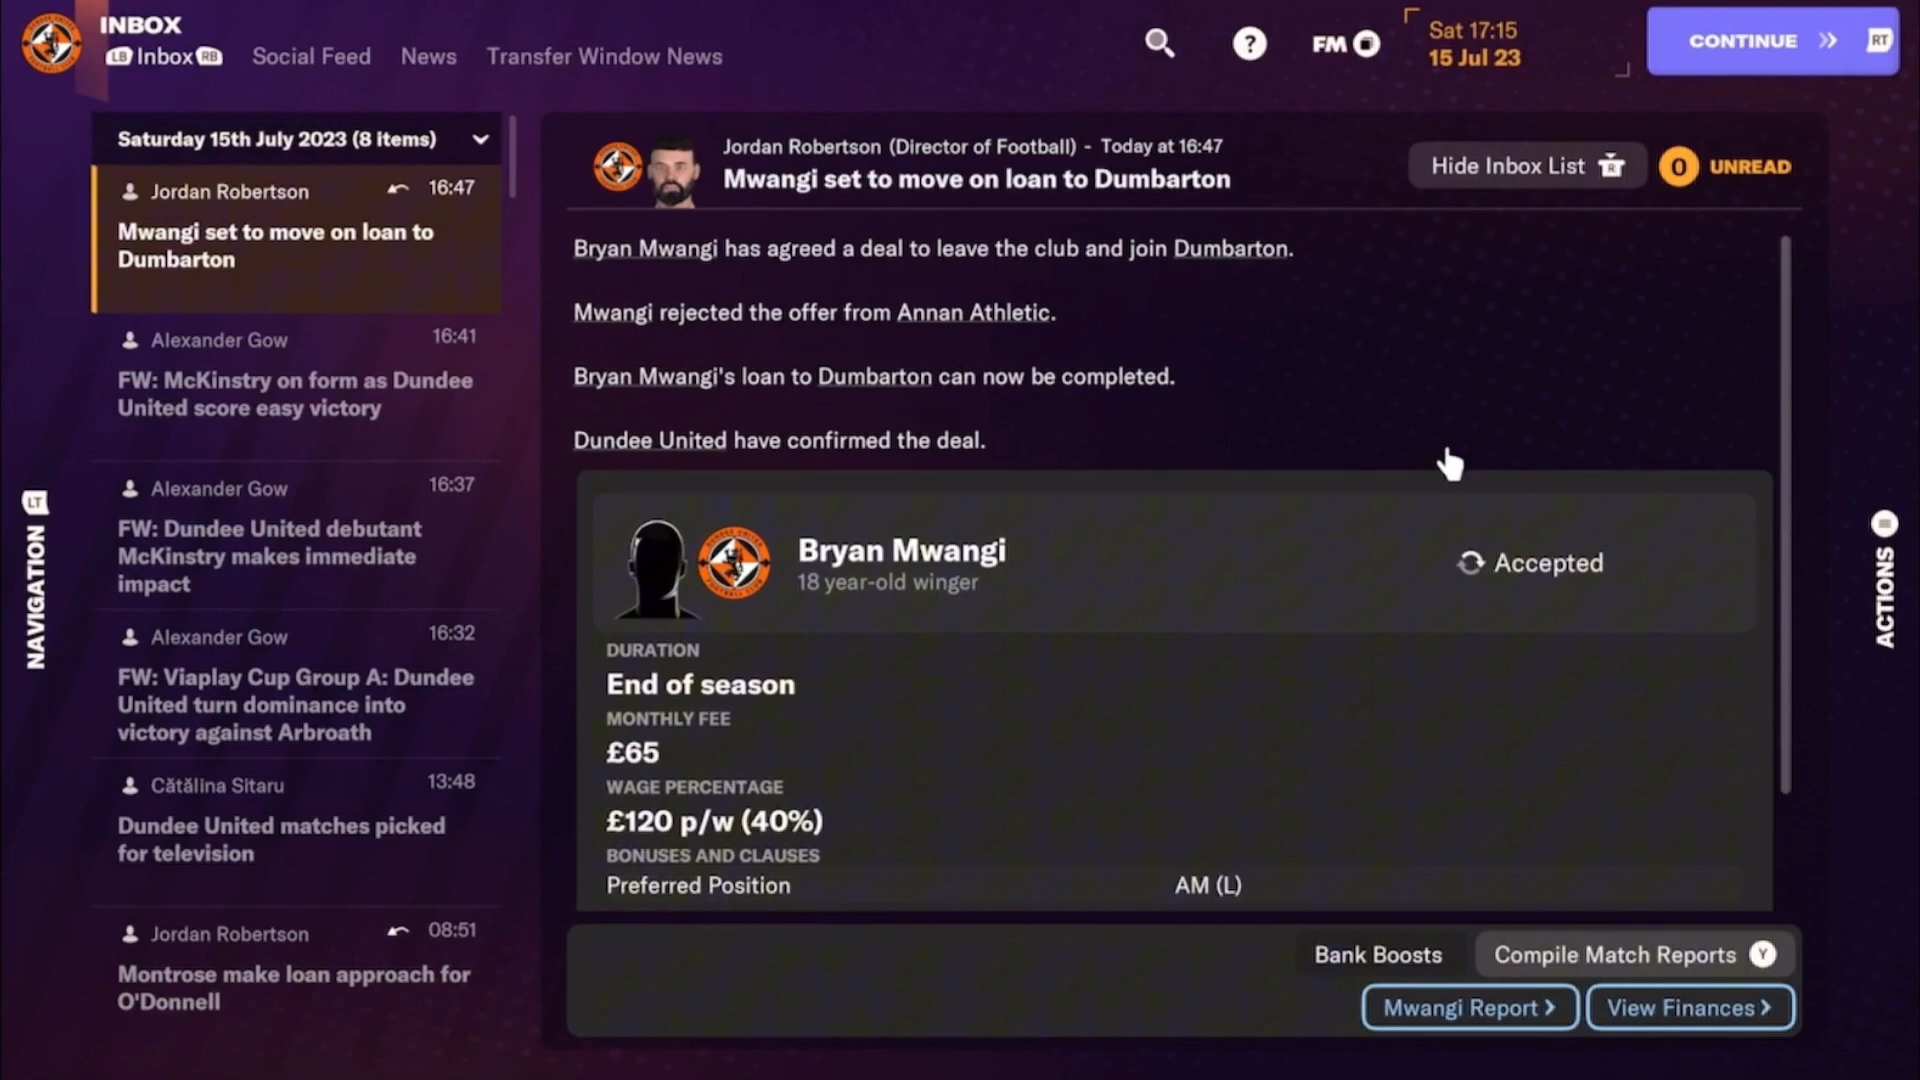 INBOX
LB Inbox RB Social Feed News Transfer Window News
FM
Sat 17:15
15 Jul 23
CONTINUE RT
Saturday 15th July 2023 (8 items)
Jordan Robertson 16:47
Mwangi set to move on loan to
Dumbarton
Alexander Gow 16:41
FW: McKinstry on form as Dundee
United score easy victory
Alexander Gow 16:37
FW: Dundee United debutant
McKinstry makes immediate
impact
Alexander Gow 16:32
FW: Viaplay Cup Group A: Dundee
United turn dominance into
victory against Arbroath
Cătălina Sitaru 13:48
Dundee United matches picked
for television
Jordan Robertson 08:51
Montrose make loan approach for
O'Donnell
Jordan Robertson (Director of Football) - Today at 16:47
Mwangi set to move on loan to Dumbarton
Hide Inbox List R
0 UNREAD
Bryan Mwangi has agreed a deal to leave the club and join Dumbarton.
Mwangi rejected the offer from Annan Athletic.
Bryan Mwangi's loan to Dumbarton can now be completed.
Dundee United have confirmed the deal.
Bryan Mwangi
18 year-old winger
Accepted
DURATION
End of season
MONTHLY FEE
£65
WAGE PERCENTAGE
£120 p/w (40%)
BONUSES AND CLAUSES
Preferred Position AM (L)
Bank Boosts Compile Match Reports Y
Mwangi Report View Finances
NAVIGATIN LT
ACTIONS